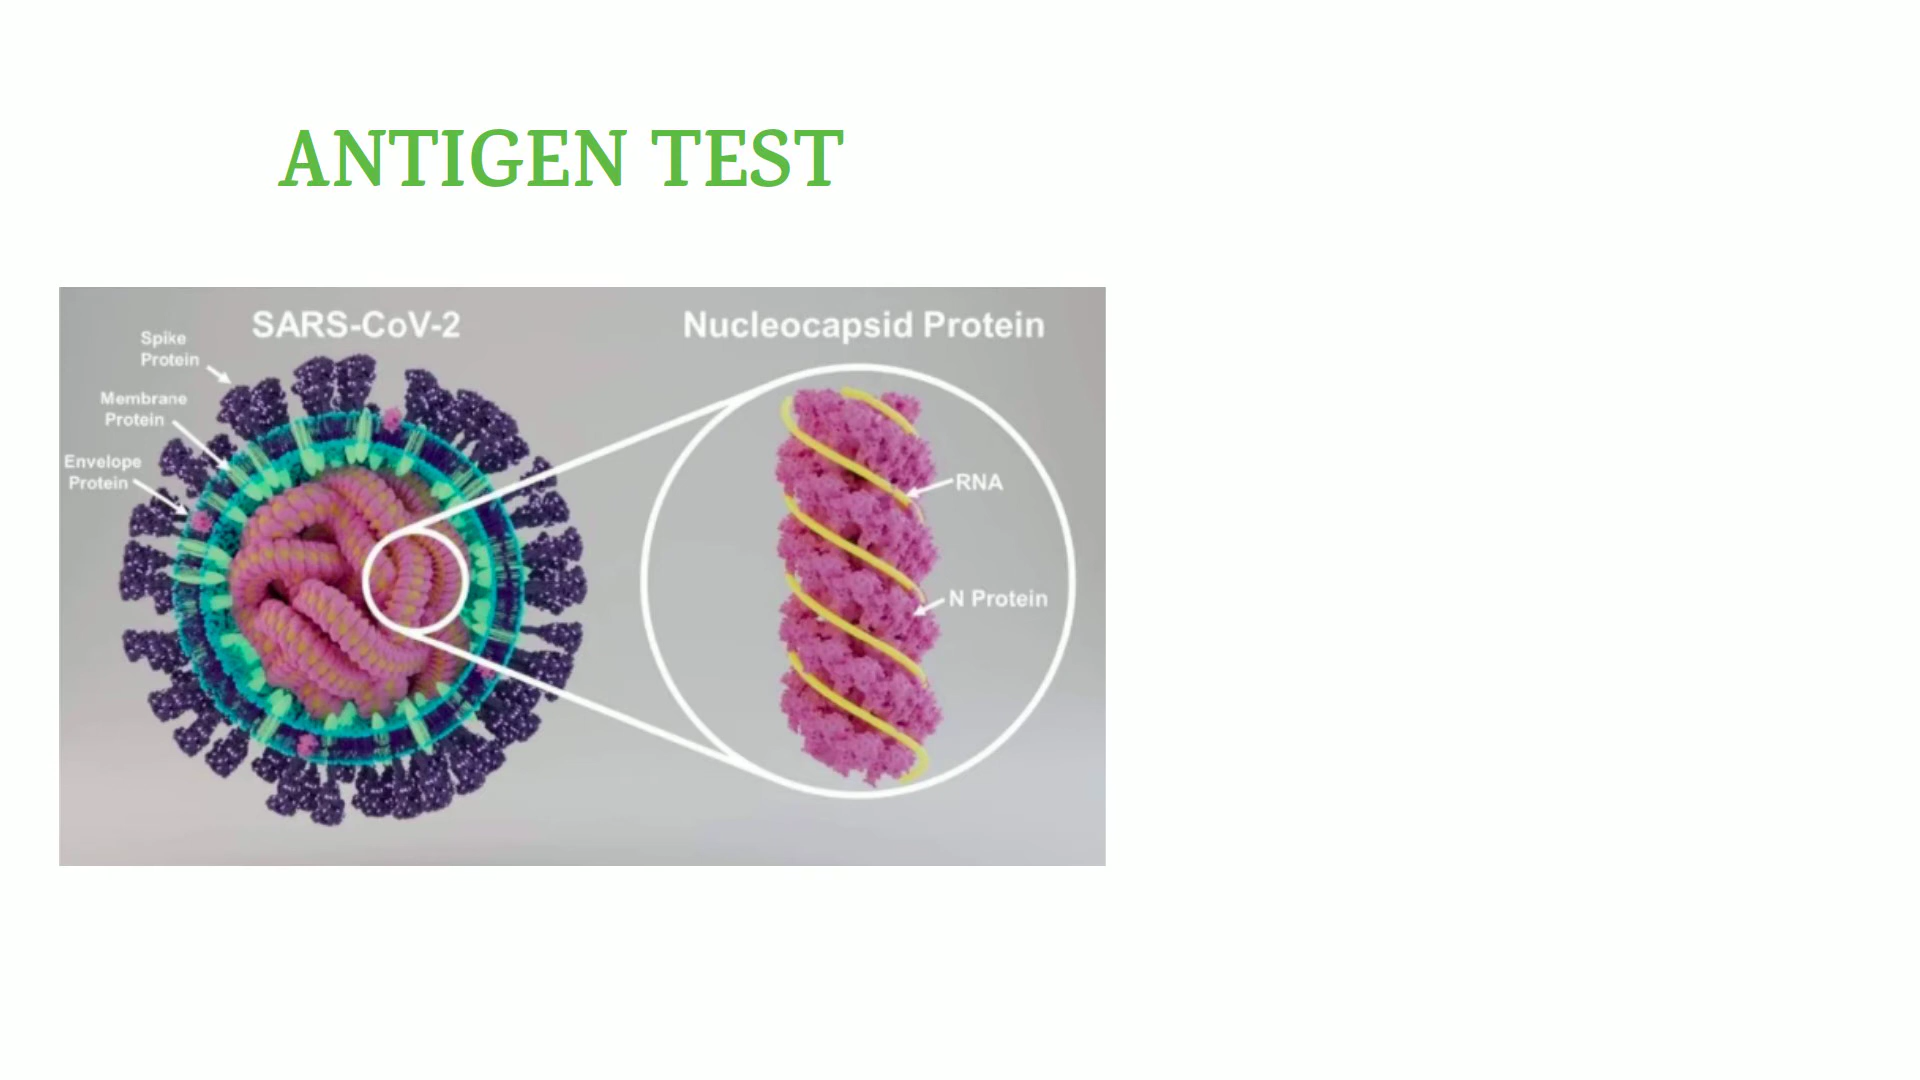 ANTIGEN TEST
SARS-CoV-2
Spike
Protein
Membrane
Protein
Envelope
Protein
Nucleocapsid Protein
RNA
N Protein